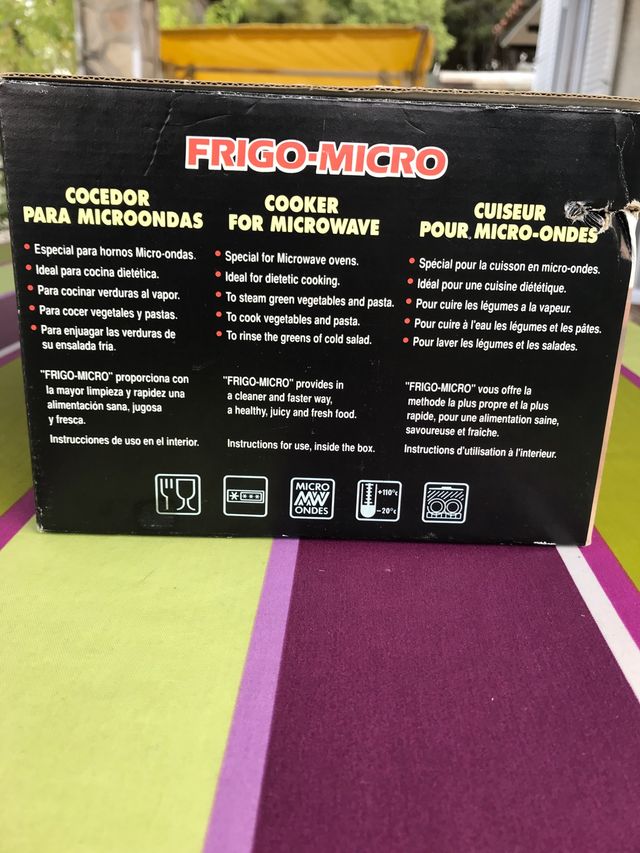 FRIGO-MICRO
COCEDOR
PARA MICROONDAS
• Especial para hornos Micro-ondas.
• Ideal para cocina dietética.
• Para cocinar verduras al vapor.
• Para cocer vegetales y pastas.
• Para enjuagar las verduras de
su ensalada fria.
"FRIGO-MICRO" proporciona con
la mayor limpieza y rapidez una
alimentación sana, jugosa
y fresca.
Instrucciones de uso en el interior.
COOKER
FOR MICROWAVE
• Special for Microwave ovens.
• Ideal for dietetic cooking.
• To steam green vegetables and pasta.
• To cook vegetables and pasta.
• To rinse the greens of cold salad.
"FRIGO-MICRO" provides in
a cleaner and faster way,
a healthy, juicy and fresh food.
Instructions for use, inside the box.
CUISEUR
POUR MICRO-ONDES
• Spécial pour la cuisson en micro-ondes.
• Idéal pour une cuisine diététique.
• Pour cuire les légumes a la vapeur.
• Pour cuire à l'eau les légumes et les pâtes.
• Pour laver les légumes et les salades.
"FRIGO-MICRO" vous offre la
methode la plus propre et la plus
rapide, pour une alimentation saine,
savoureuse et fraîche.
Instructions d'utilisation à l'interieur.
MICRO
MW
ONDES
+110°c
-20°c